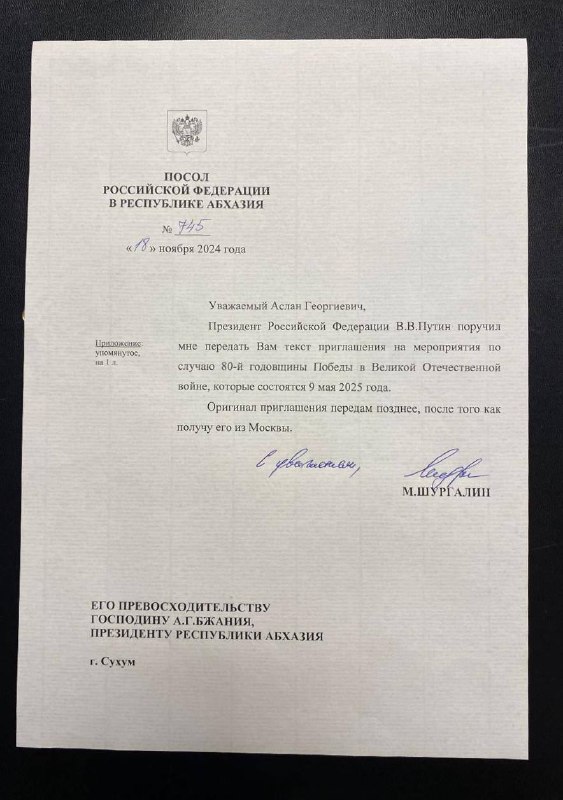 ПОСОЛ
РОССИЙСКОЙ ФЕДЕРАЦИИ
В РЕСПУБЛИКЕ АБХАЗИЯ
№ 745
«18» ноября 2024 года
Уважаемый Аслан Георгиевич,
Президент Российской Федерации В.В.Путин поручил
мне передать Вам текст приглашения на мероприятия по
случаю 80-й годовщины Победы в Великой Отечественной
войне, которые состоятся 9 мая 2025 года.
Оригинал приглашения передам позднее, после того как
получу его из Москвы.
Приложение:
упомянутое,
на 1 л.
С уважением,
М.ШУРГАЛИН
ЕГО ПРЕВОСХОДИТЕЛЬСТВУ
ГОСПОДИНУ А.Г.БЖАНИЯ,
ПРЕЗИДЕНТУ РЕСПУБЛИКИ АБХАЗИЯ
г. Сухум